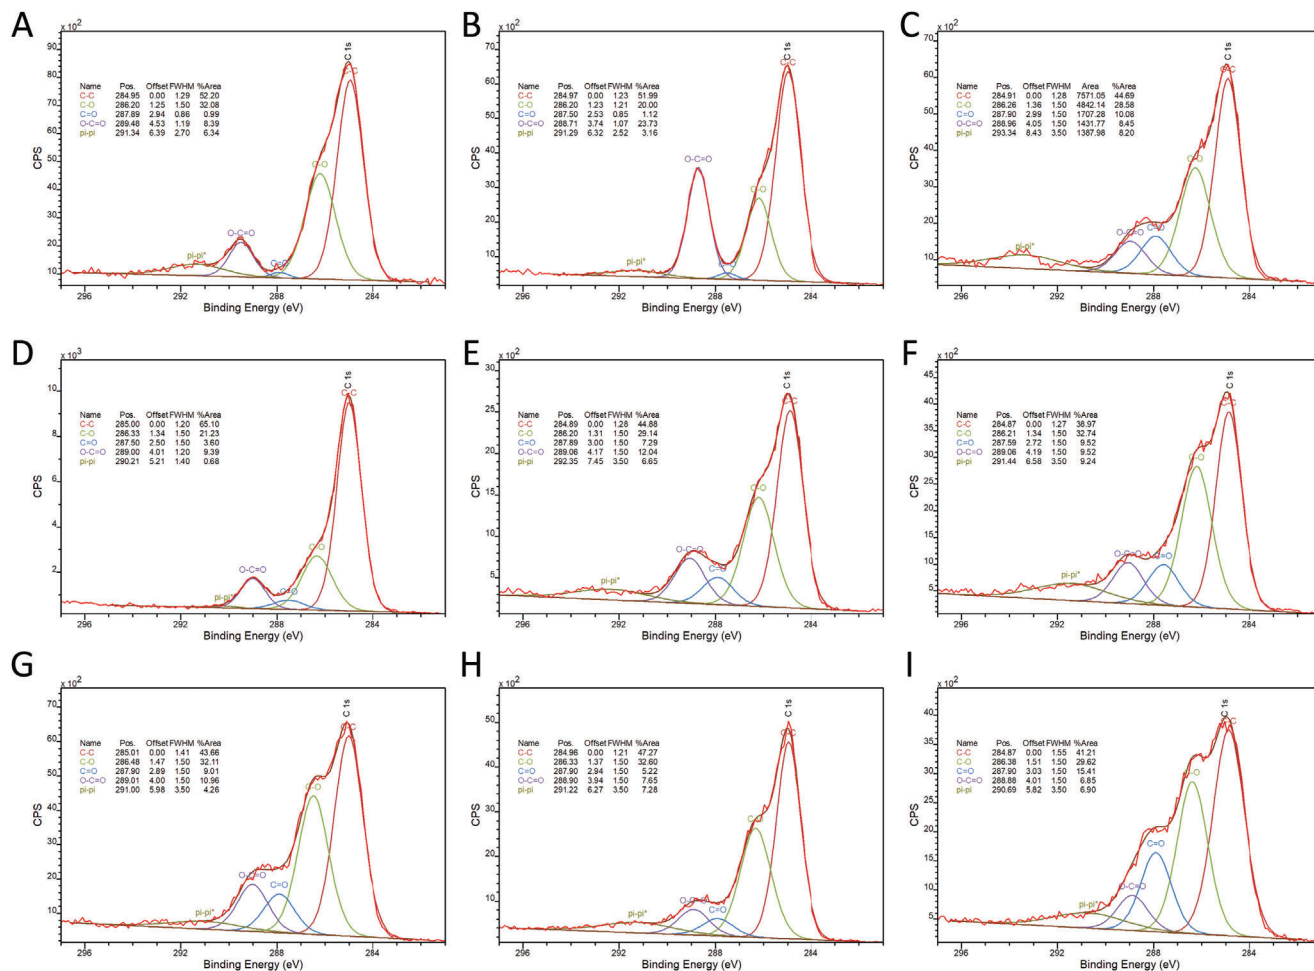 A
x 10²
C 1s
C-C
Name Pos. Offset FWHM %Area
C-C 284.95 0.00 1.29 52.20
C-O 286.20 1.25 1.50 32.08
C=O 287.89 2.94 0.86 0.99
O-C=O 289.48 4.53 1.19 8.39
pi-pi 291.34 6.39 2.70 6.34
90
80
70
60
50
40
30
20
10
CPS
C-O
O-C=O
pi-pi*
C=O
296 292 288 284
Binding Energy (eV)
B
x 10²
C 1s
C-C
Name Pos. Offset FWHM %Area
C-C 284.97 0.00 1.23 51.99
C-O 286.20 1.23 1.21 20.00
C=O 287.50 2.53 0.85 1.12
O-C=O 288.71 3.74 1.07 23.73
pi-pi 291.29 6.32 2.52 3.16
70
60
50
40
30
20
10
CPS
O-C=O
C-O
pi-pi*
C=O
296 292 288 284
Binding Energy (eV)
C
x 10²
C 1s
C-C
Name Pos. Offset FWHM Area %Area
C-C 284.91 0.00 1.28 7571.05 44.69
C-O 286.26 1.36 1.50 4842.14 28.58
C=O 287.90 2.99 1.50 1707.28 10.08
O-C=O 288.96 4.05 1.50 1431.77 8.45
pi-pi 293.34 8.43 3.50 1387.98 8.20
70
60
50
40
30
20
10
CPS
C-O
C=O
O-C=O
pi-pi*
296 292 288 284
Binding Energy (eV)
D
x 10³
C 1s
C-C
Name Pos. Offset FWHM %Area
C-C 285.00 0.00 1.20 65.10
C-O 286.33 1.34 1.50 21.23
C=O 287.50 2.50 1.50 3.60
O-C=O 289.00 4.01 1.20 9.39
pi-pi 290.21 5.21 1.40 0.68
10
8
6
4
2
CPS
C-O
O-C=O
pi-pi*
C=O
296 292 288 284
Binding Energy (eV)
E
x 10²
C 1s
C-C
Name Pos. Offset FWHM %Area
C-C 284.89 0.00 1.28 44.88
C-O 286.20 1.31 1.50 29.14
C=O 287.89 3.00 1.50 7.29
O-C=O 289.06 4.17 1.50 12.04
pi-pi 292.35 7.45 3.50 6.65
30
25
20
15
10
5
CPS
C-O
O-C=O
C=O
pi-pi*
296 292 288 284
Binding Energy (eV)
F
x 10²
C 1s
C-C
Name Pos. Offset FWHM %Area
C-C 284.87 0.00 1.27 38.97
C-O 286.21 1.34 1.50 32.74
C=O 287.59 2.72 1.50 9.52
O-C=O 289.06 4.19 1.50 9.52
pi-pi 291.44 6.58 3.50 9.24
45
40
35
30
25
20
15
10
5
CPS
C-O
O-C=O
C=O
pi-pi*
296 292 288 284
Binding Energy (eV)
G
x 10²
C 1s
C-C
Name Pos. Offset FWHM %Area
C-C 285.01 0.00 1.41 43.66
C-O 286.48 1.47 1.50 32.11
C=O 287.90 2.89 1.50 9.01
O-C=O 289.01 4.00 1.50 10.96
pi-pi 291.00 5.98 3.50 4.26
70
60
50
40
30
20
10
CPS
C-O
O-C=O
C=O
pi-pi*
296 292 288 284
Binding Energy (eV)
H
x 10²
C 1s
C-C
Name Pos. Offset FWHM %Area
C-C 284.96 0.00 1.21 47.27
C-O 286.33 1.37 1.50 32.60
C=O 287.90 2.94 1.50 5.22
O-C=O 288.90 3.94 1.50 7.65
pi-pi 291.22 6.27 3.50 7.28
50
40
30
20
10
CPS
C-O
O-C=O
C=O
pi-pi*
296 292 288 284
Binding Energy (eV)
I
x 10²
C 1s
C-C
Name Pos. Offset FWHM %Area
C-C 284.87 0.00 1.55 41.21
C-O 286.38 1.51 1.50 29.62
C=O 287.90 3.03 1.50 15.41
O-C=O 288.88 4.01 1.50 6.85
pi-pi 290.69 5.82 3.50 6.90
40
35
30
25
20
15
10
5
CPS
C-O
C=O
O-C=O
pi-pi*
296 292 288 284
Binding Energy (eV)